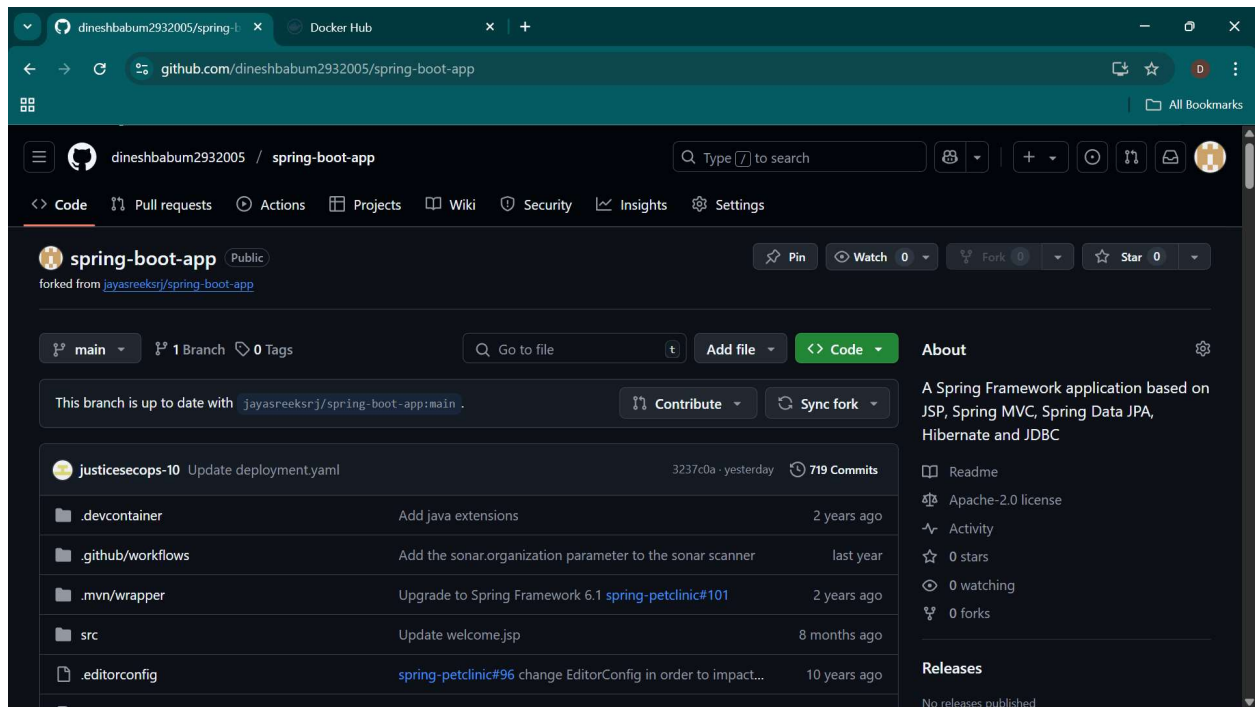 dineshbabum2932005/spring-b
Docker Hub
github.com/dineshbabum2932005/spring-boot-app
D
All Bookmarks
dineshbabum2932005 / spring-boot-app
Type / to search
Code Pull requests Actions Projects Wiki Security Insights Settings
spring-boot-app Public
Pin Watch 0 Fork 0 Star 0
forked from jayasreeksrj/spring-boot-app
main 1 Branch 0 Tags
Go to file t Add file Code
This branch is up to date with jayasreeksrj/spring-boot-app:main .
Contribute Sync fork
justicesecops-10 Update deployment.yaml 3237c0a · yesterday 719 Commits
.devcontainer Add java extensions 2 years ago
.github/workflows Add the sonar.organization parameter to the sonar scanner last year
.mvn/wrapper Upgrade to Spring Framework 6.1 spring-petclinic#101 2 years ago
src Update welcome.jsp 8 months ago
.editorconfig spring-petclinic#96 change EditorConfig in order to impact... 10 years ago
About
A Spring Framework application based on
JSP, Spring MVC, Spring Data JPA,
Hibernate and JDBC
Readme
Apache-2.0 license
Activity
0 stars
0 watching
0 forks
Releases
No releases published